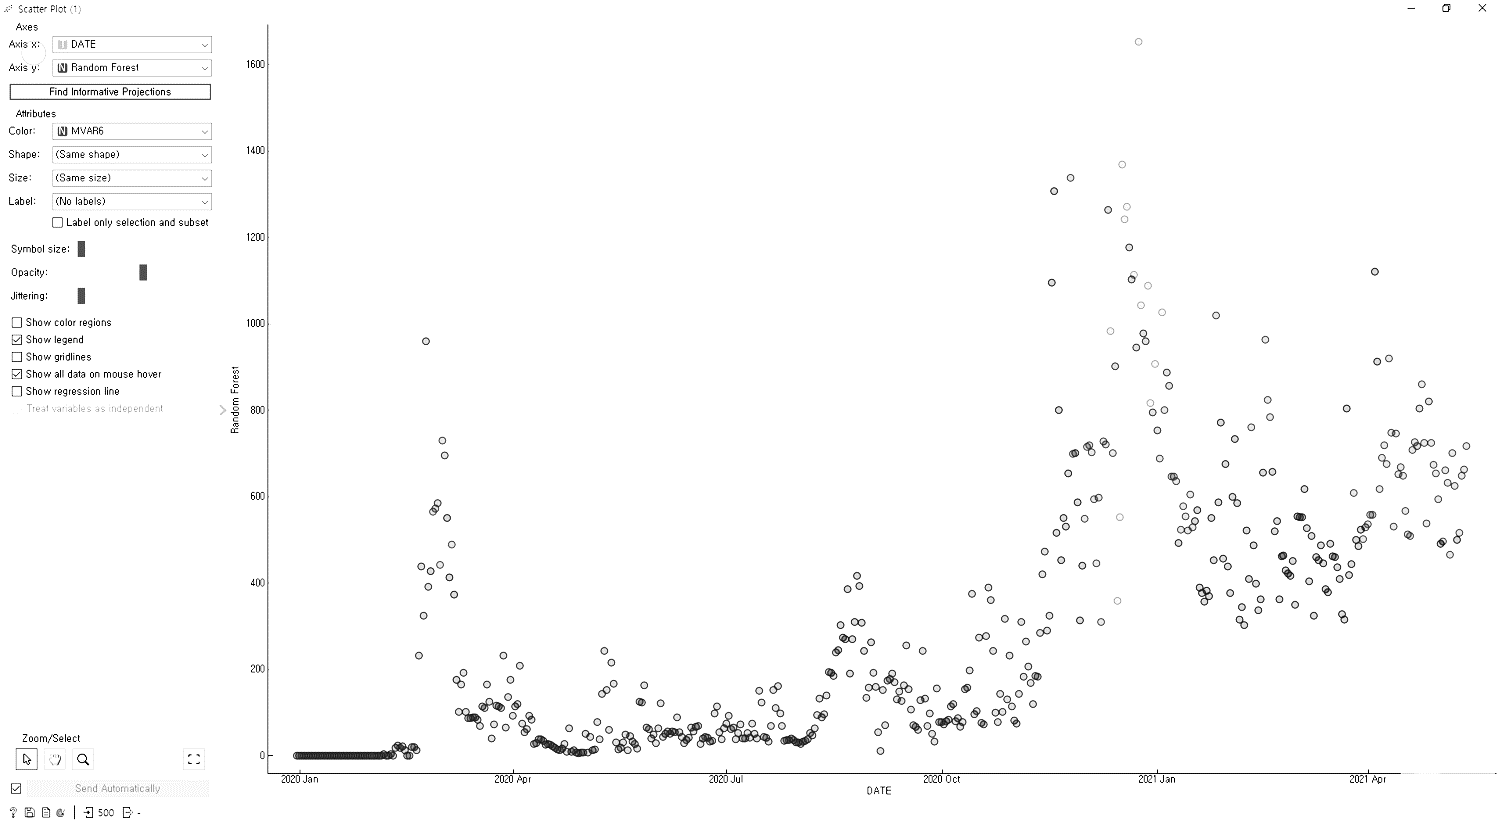 Scatter Plot (1)
Axes
Axis x: DATE
Axis y: N Random Forest
Find Informative Projections
Attributes
Color: N MVAR6
Shape: (Same shape)
Size: (Same size)
Label: (No labels)
Label only selection and subset
Symbol size:
Opacity:
Jittering:
Show color regions
Show legend
Show gridlines
Show all data on mouse hover
Show regression line
Treat variables as independent
Zoom/Select
Send Automatically
? 500 -
1600
1400
1200
1000
800
600
400
200
0
Random Forest
2020 Jan 2020 Apr 2020 Jul 2020 Oct 2021 Jan 2021 Apr
DATE